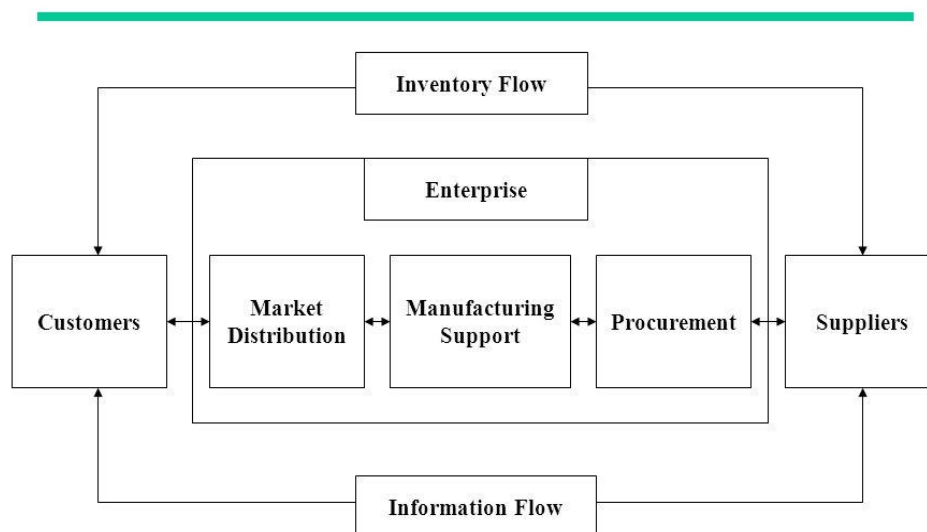 Inventory Flow
Enterprise
Customers
Market
Distribution
Manufacturing
Support
Procurement
Suppliers
Information Flow